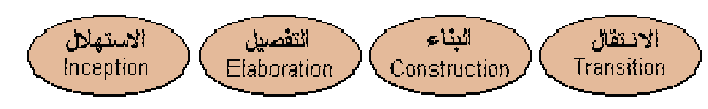 الاستهلال
Inception
التفصيل
Elaboration
البناء
Construction
الانتقال
Transition